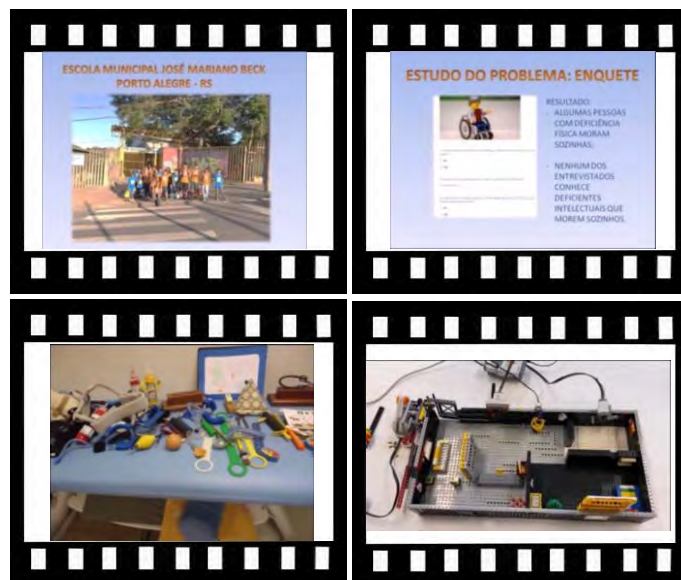 ESCOLA MUNICIPAL JOSÉ MARIANO BECK
PORTO ALEGRE - RS
ESTUDO DO PROBLEMA: ENQUETE
RESULTADO:
- ALGUMAS PESSOAS
COM DEFICIÊNCIA
FÍSICA MORAM
SOZINHAS;
- NENHUM DOS
ENTREVISTADOS
CONHECE
DEFICIENTES
INTELECTUAIS QUE
MOREM SOZINHOS.